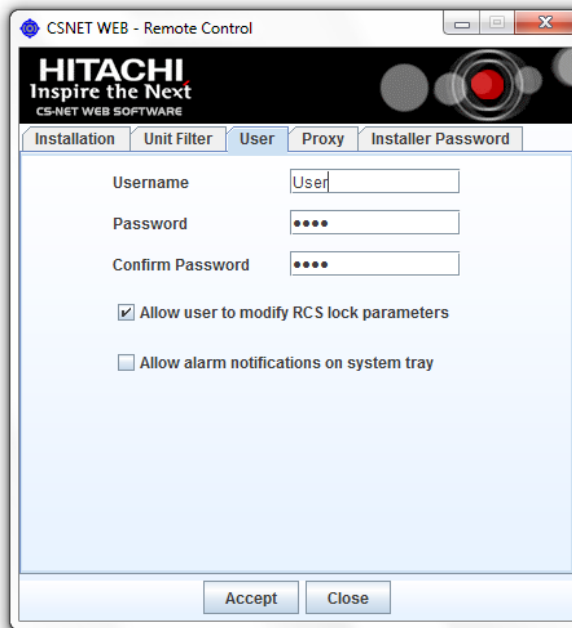 CSNET WEB - Remote Control
HITACHI
Inspire the Next
CS-NET WEB SOFTWARE
Installation Unit Filter User Proxy Installer Password
Username User
Password ••••
Confirm Password ••••
Allow user to modify RCS lock parameters
Allow alarm notifications on system tray
Accept Close